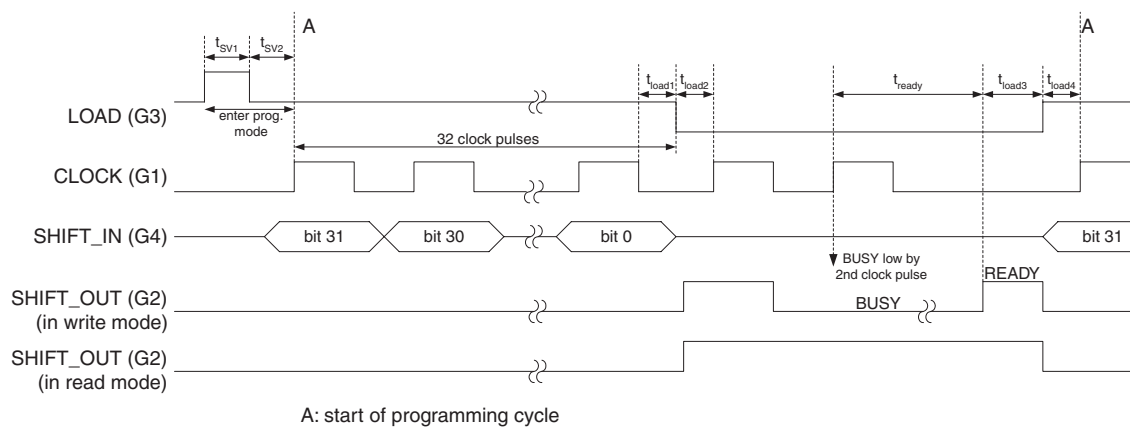 A
A
tSV1
tSV2
tload1
tload2
tready
tload3
tload4
LOAD (G3)
enter prog.
mode
32 clock pulses
CLOCK (G1)
SHIFT_IN (G4)
bit 31
bit 30
bit 0
bit 31
BUSY low by
2nd clock pulse
READY
SHIFT_OUT (G2)
(in write mode)
BUSY
SHIFT_OUT (G2)
(in read mode)
A: start of programming cycle